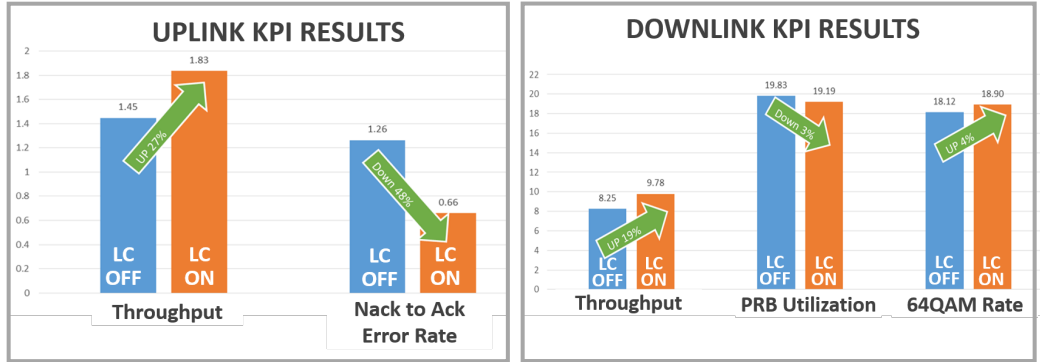 UPLINK KPI RESULTS
2
1.8
1.6
1.4
1.2
1
0.8
0.6
0.4
0.2
0
1.45
1.83
1.26
0.66
UP 27%
Down 48%
LC
OFF
LC
ON
LC
OFF
LC
ON
Throughput
Nack to Ack
Error Rate
DOWNLINK KPI RESULTS
22
20
18
16
14
12
10
8
6
4
2
0
8.25
9.78
19.83
19.19
18.12
18.90
UP 19%
Down 3%
UP 4%
LC
OFF
LC
ON
LC
OFF
LC
ON
LC
OFF
LC
ON
Throughput
PRB Utilization
64QAM Rate